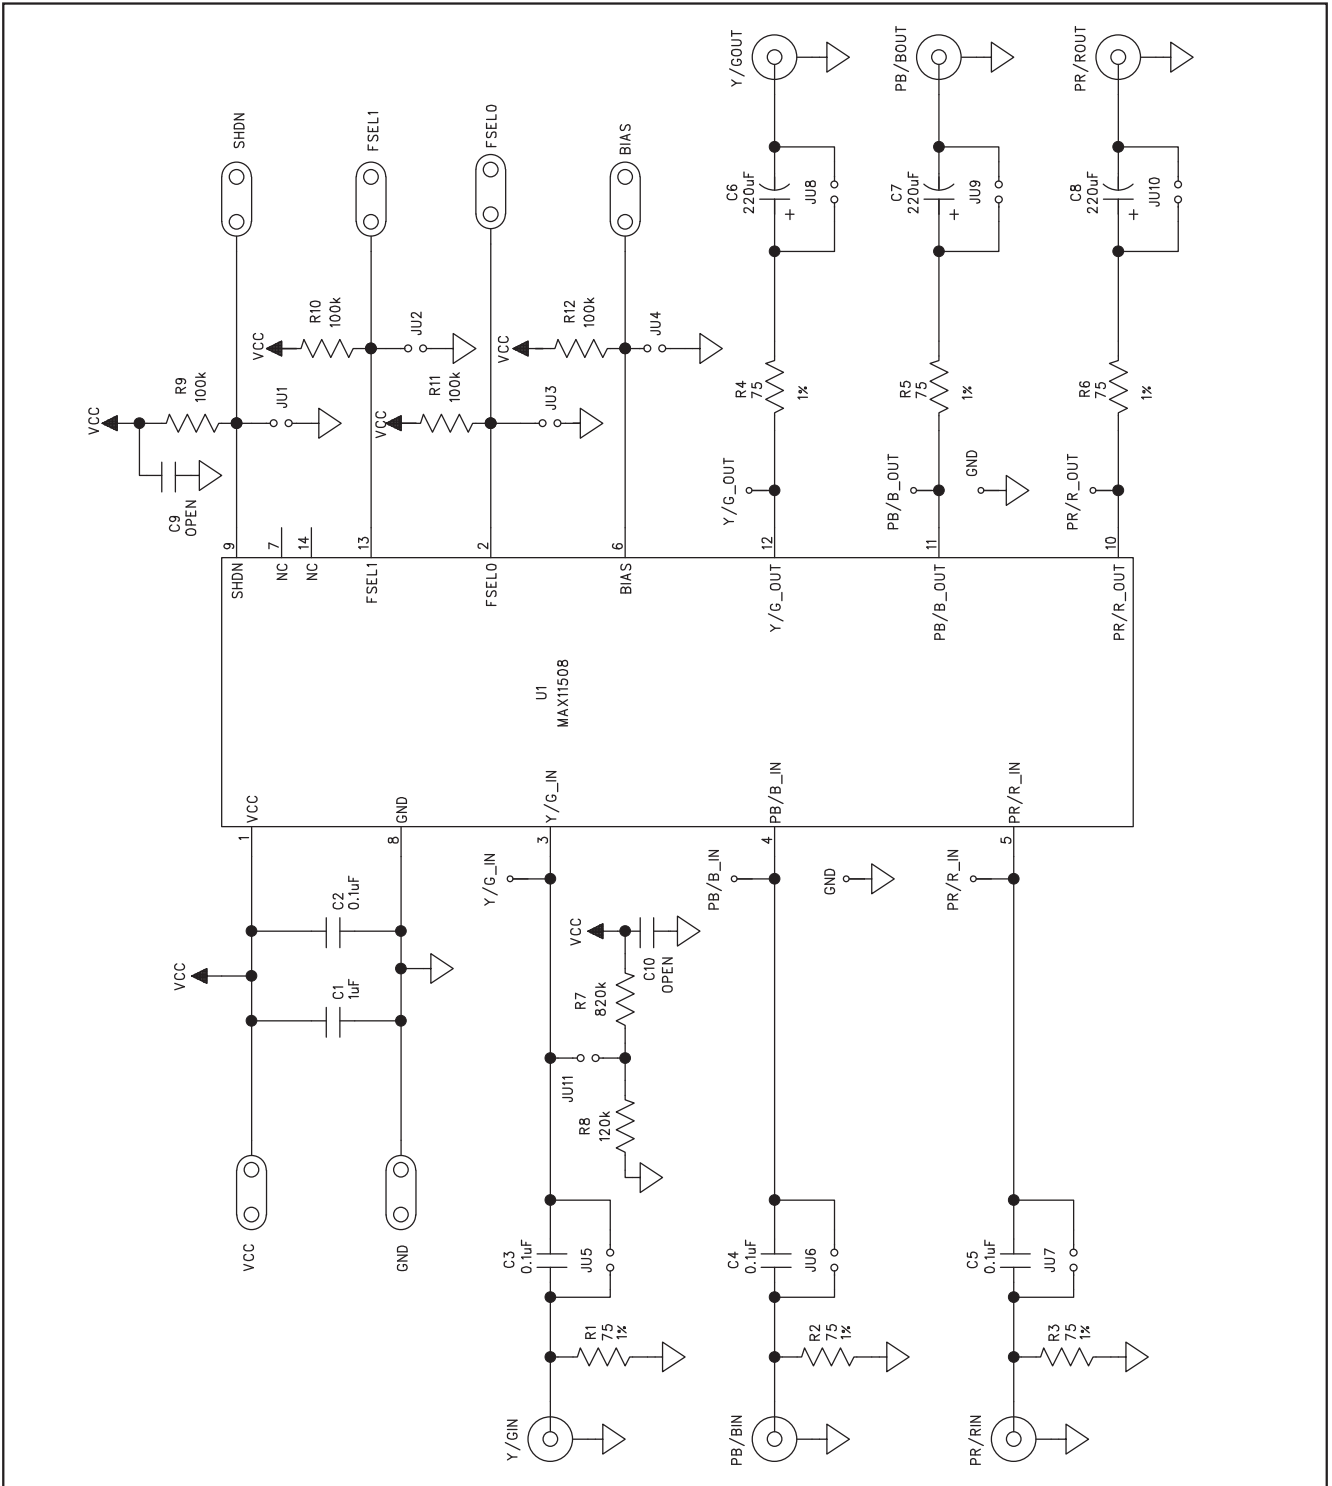 Y/GOUT
PB/BOUT
PR/ROUT
SHDN
FSEL1
FSEL0
BIAS
C6
220uF
+
JU8
C7
220uF
+
JU9
C8
220uF
+
JU10
VCC
R9
100k
JU1
C9
OPEN
VCC
R10
100k
JU2
VCC
R11
100k
JU3
VCC
R12
100k
JU4
R4
75
1%
R5
75
1%
R6
75
1%
Y/G_OUT
PB/B_OUT
GND
PR/R_OUT
9
7
14
13
2
6
12
11
10
SHDN
NC
NC
FSEL1
FSEL0
BIAS
Y/G_OUT
PB/B_OUT
PR/R_OUT
U1
MAX11508
VCC
GND
Y/G_IN
PB/B_IN
PR/R_IN
1
8
3
4
5
Y/G_IN
PB/B_IN
GND
PR/R_IN
VCC
C2
0.1uF
C1
1uF
VCC
R7
820k
C10
OPEN
JU11
R8
120k
VCC
GND
C3
0.1uF
JU5
C4
0.1uF
JU6
C5
0.1uF
JU7
R1
75
1%
R2
75
1%
R3
75
1%
Y/GIN
PB/BIN
PR/RIN